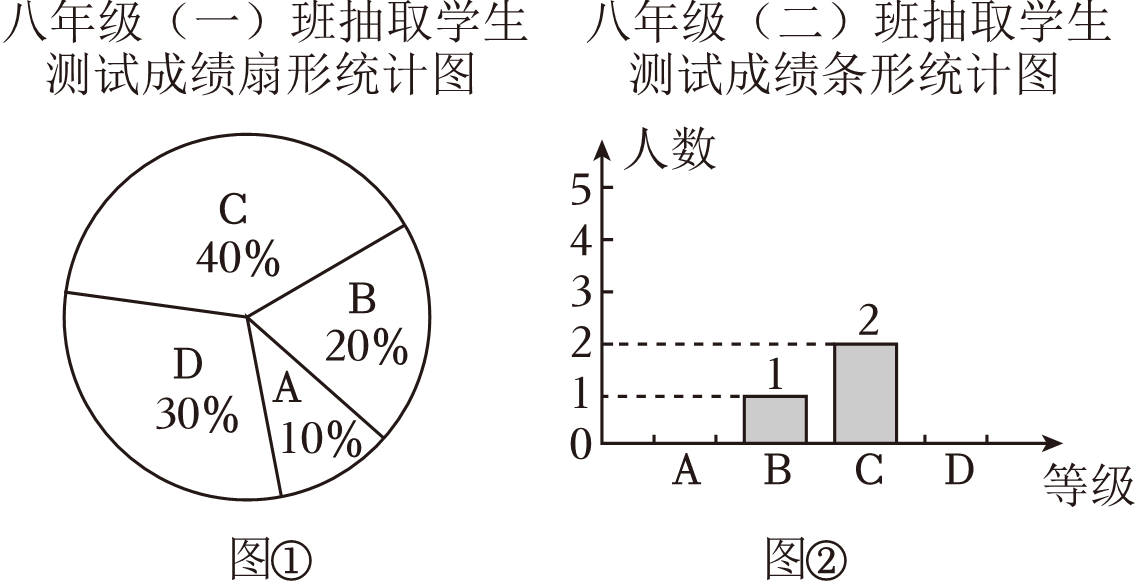 八年级（一）班抽取学生
测试成绩扇形统计图
C
40%
B
20%
D
30%
A
10%
图①
八年级（二）班抽取学生
测试成绩条形统计图
人数
5
4
3
2
1
0
1
2
A B C D
等级
图②